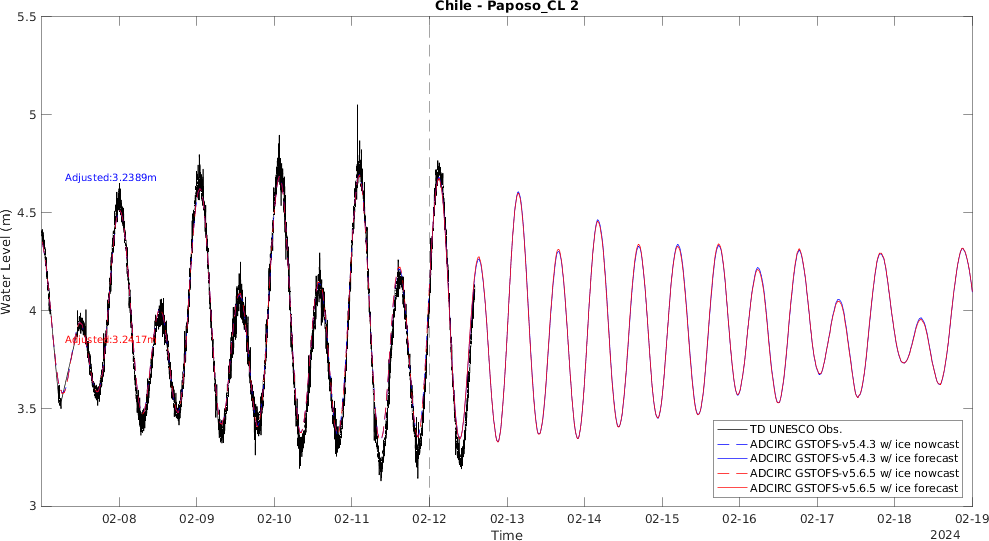 Chile - Paposo_CL 2
5.5
5
4.5
4
3.5
3
Water Level (m)
Adjusted:3.2389m
Adjusted:3.2417m
TD UNESCO Obs.
ADCIRC GSTOFS-v5.4.3 w/ ice nowcast
ADCIRC GSTOFS-v5.4.3 w/ ice forecast
ADCIRC GSTOFS-v5.6.5 w/ ice nowcast
ADCIRC GSTOFS-v5.6.5 w/ ice forecast
02-08 02-09 02-10 02-11 02-12 02-13 02-14 02-15 02-16 02-17 02-18 02-19
Time
2024